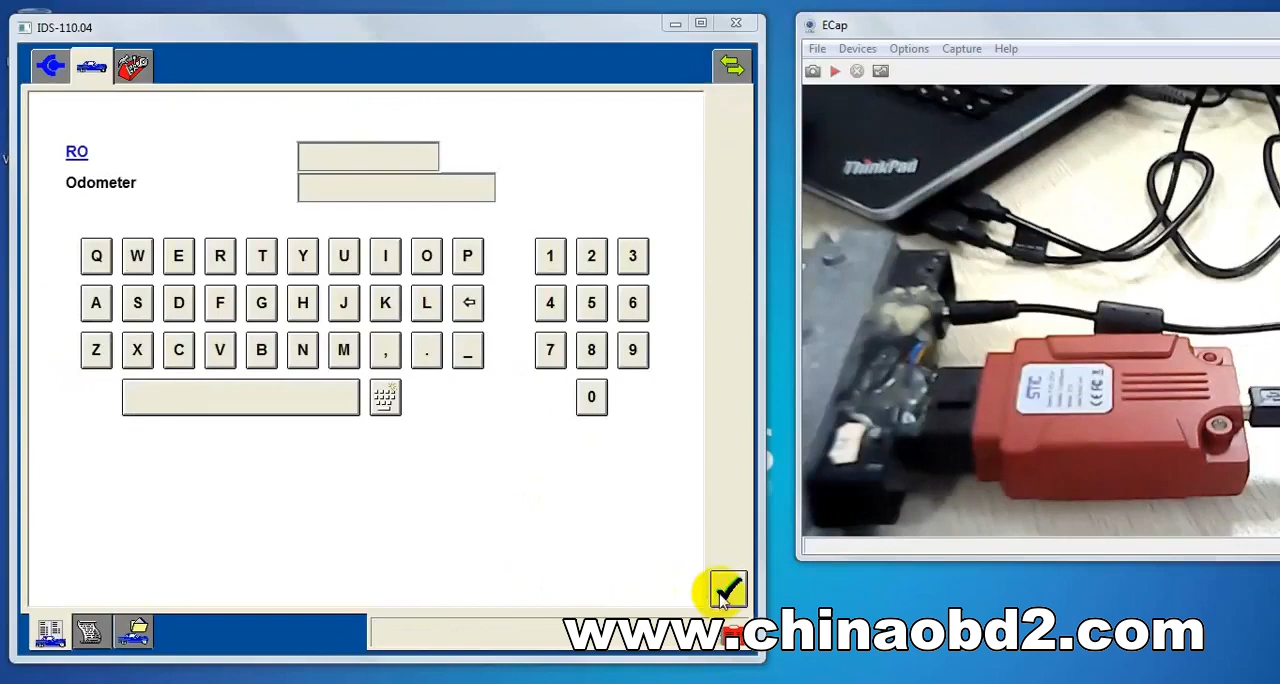 IDS-110.04
RO
Odometer
Q W E R T Y U I O P 1 2 3
A S D F G H J K L 4 5 6
Z X C V B N M , . _ 7 8 9
0
ECap
File Devices Options Capture Help
ThinkPad
www.chinaobd2.com